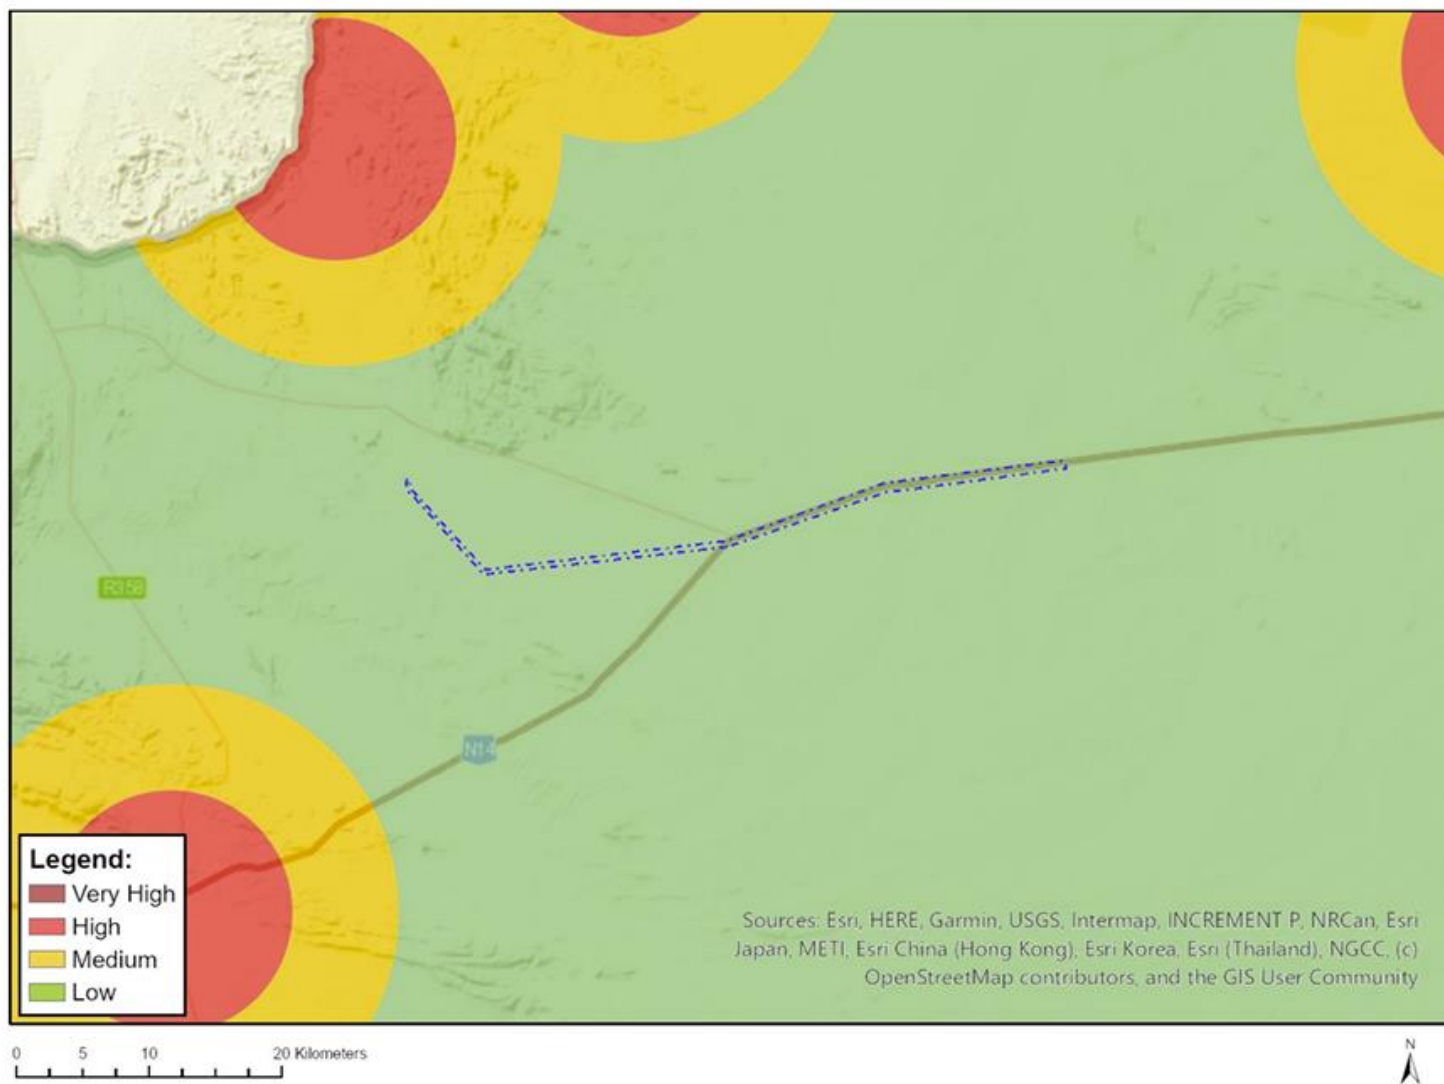 R358
N14
Legend:
Very High
High
Medium
Low
Sources: Esri, HERE, Garmin, USGS, Intermap, INCREMENT P, NRCan, Esri
Japan, METI, Esri China (Hong Kong), Esri Korea, Esri (Thailand), NGCC, (c)
OpenStreetMap contributors, and the GIS User Community
0 5 10 20 Kilometers
N